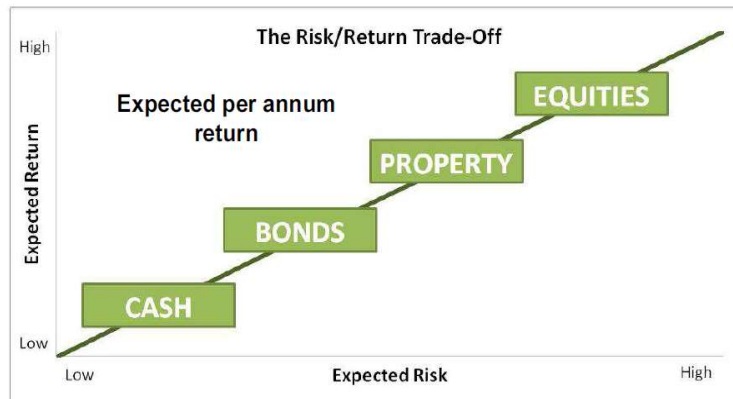 The Risk/Return Trade-Off
High
EQUITIES
Expected per annum
return
PROPERTY
Expected Return
BONDS
CASH
Low
Low
Expected Risk
High